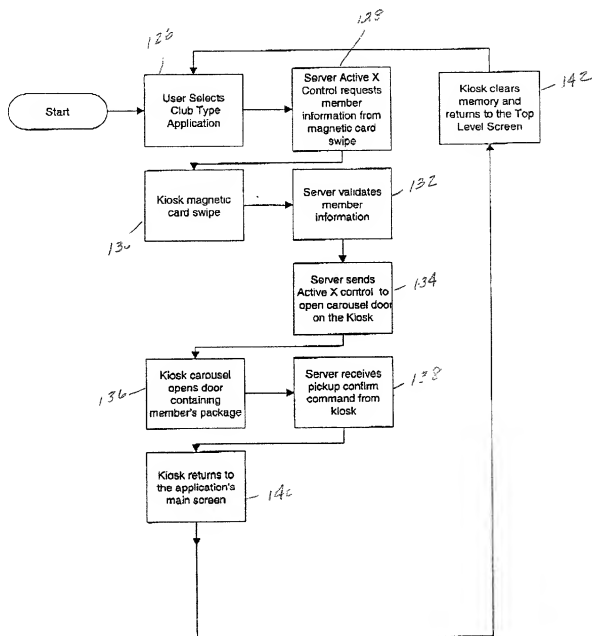 126
128
Start
User Selects
Club Type
Application
Server Active X
Control requests
member
information from
magnetic card
swipe
Kiosk clears
memory and
returns to the Top
Level Screen
142
Kiosk magnetic
card swipe
130
Server validates
member
information
132
Server sends
Active X control to
open carousel door
on the Kiosk
134
Kiosk carousel
opens door
containing
member's package
136
Server receives
pickup confirm
command from
kiosk
138
Kiosk returns to
the application's
main screen
140